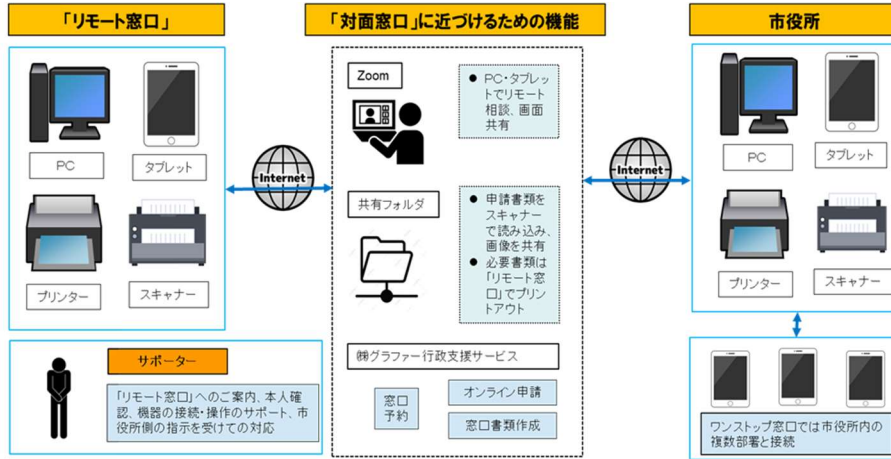 「リモート窓口」
PC
タブレット
プリンター
スキャナー
サポーター
「リモート窓口」へのご案内、本人確
認、機器の接続・操作のサポート、市
役所側の指示を受けての対応
Internet
「対面窓口」に近づけるための機能
Zoom
● PC・タブレッ
トでリモート
相談、画面
共有
共有フォルダ
● 申請書類を
スキャナー
で読み込み、
画像を共有
● 必要書類は
「リモート窓
口」でプリン
トアウト
㈱グラファー行政支援サービス
窓口
予約
オンライン申請
窓口書類作成
Internet
市役所
PC
タブレット
プリンター
スキャナー
ワンストップ窓口では市役所内の
複数部署と接続